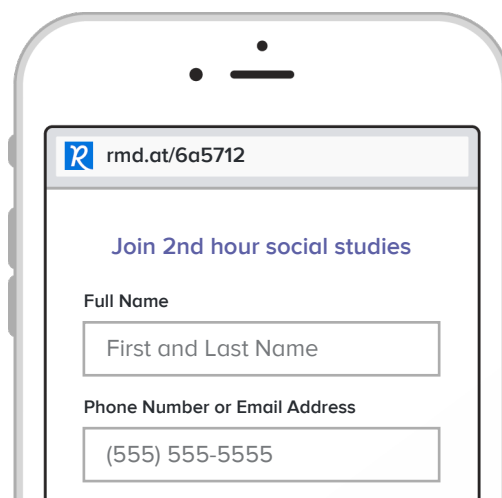 rmd.at/6a5712
Join 2nd hour social studies
Full Name
First and Last Name
Phone Number or Email Address
(555) 555-5555